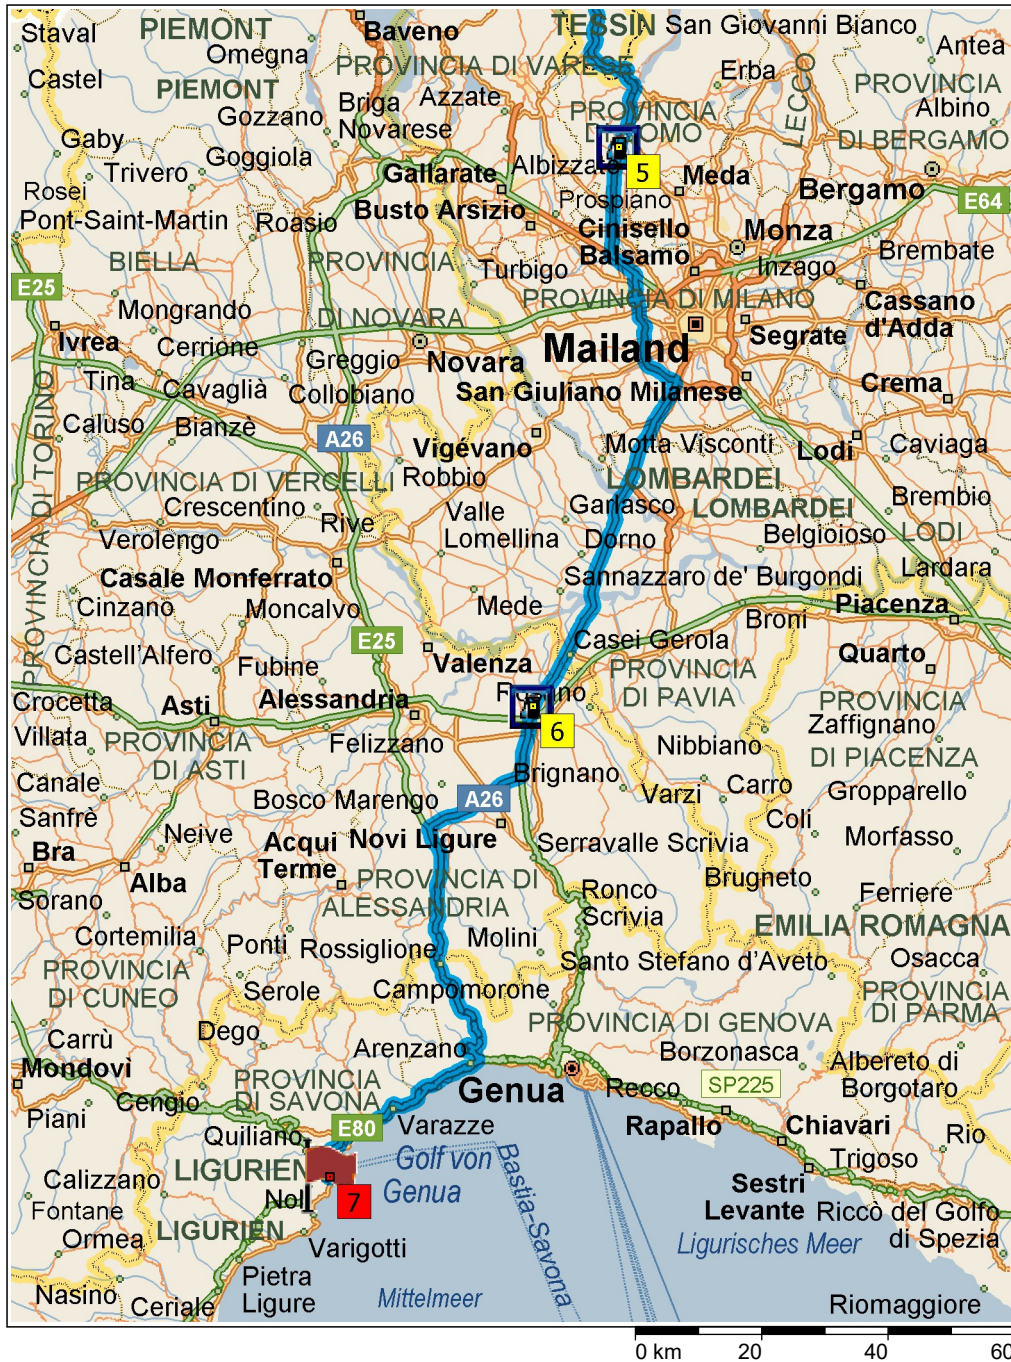 Staval
PIEMONT
Baveno
TESSIN
San Giovanni Bianco
Omegna
Antea
Castel
PIEMONT
PROVINCIA DI VARESE
Erba
LECCO
PROVINCIA
DI BERGAMO
Briga
Novarese
Azzate
Gozzano
PROVINCIA
DI COMO
Albino
Gaby
Goggiola
Trivero
Albizzate
5
Gallarate
Meda
Bergamo
Rosei
Prospiano
E64
Pont-Saint-Martin
Roasio
Busto Arsizio
Cinisello
Balsamo
Monza
Brembate
BIELLA
PROVINCIA
DI NOVARA
Turbigo
Inzago
E25
PROVINCIA DI MILANO
Mongrando
Cassano
d'Adda
Ivrea
Cerrione
Greggio
Novara
Mailand
Segrate
Tina
Cavaglià
Collobiano
San Giuliano Milanese
Crema
PROVINCIA DI TORINO
Caluso
Bianzè
A26
Vigévano
Motta Visconti
Lodi
Caviaga
PROVINCIA DI VERCELLI
Robbio
LOMBARDEI
Crescentino
Rive
Valle
Lomellina
Garlasco
LOMBARDEI
Brembio
Verolengo
Dorno
Belgioioso
LODI
Casale Monferrato
Sannazzaro de' Burgondi
Lardara
Cinzano
Moncalvo
Mede
Broni
Piacenza
E25
Castell'Alfero
Fubine
Valenza
Casei Gerola
Quarto
PROVINCIA
DI PAVIA
Crocetta
Asti
Alessandria
PROVINCIA
DI PIACENZA
6
Villata
PROVINCIA
DI ASTI
Felizzano
Nibbiano
Zaffignano
Canale
Brignano
Carro
Gropparello
Bosco Marengo
A26
Varzi
Sanfrè
Neive
Coli
Bra
Acqui
Terme
Novi Ligure
Serravalle Scrivia
Morfasso
Alba
PROVINCIA DI
ALESSANDRIA
Brugneto
Sorano
Ronco
Scrivia
Ferriere
EMILIA ROMAGNA
Cortemilia
Ponti
Rossiglione
Molini
Santo Stefano d'Aveto
Osacca
PROVINCIA
DI CUNEO
Serole
Campomorone
PROVINCIA
DI PARMA
Dego
PROVINCIA DI GENOVA
Carrù
Arenzano
Borzonasca
Albereto di
Borgotaro
Mondovì
PROVINCIA
DI SAVONA
Genua
Recco
SP225
Piani
Cengio
E80
Varazze
Rapallo
Chiavari
Rio
Quiliano
Trigoso
LIGURIEN
Golf von
Genua
Bastia-Savona
Calizzano
Noli
7
Sestri
Levante
Fontane
LIGURIEN
Riccò del Golfo
di Spezia
Ormea
Varigotti
Ligurisches Meer
Nasino
Ceriale
Pietra
Ligure
Mittelmeer
Riomaggiore
0 km
20
40
60